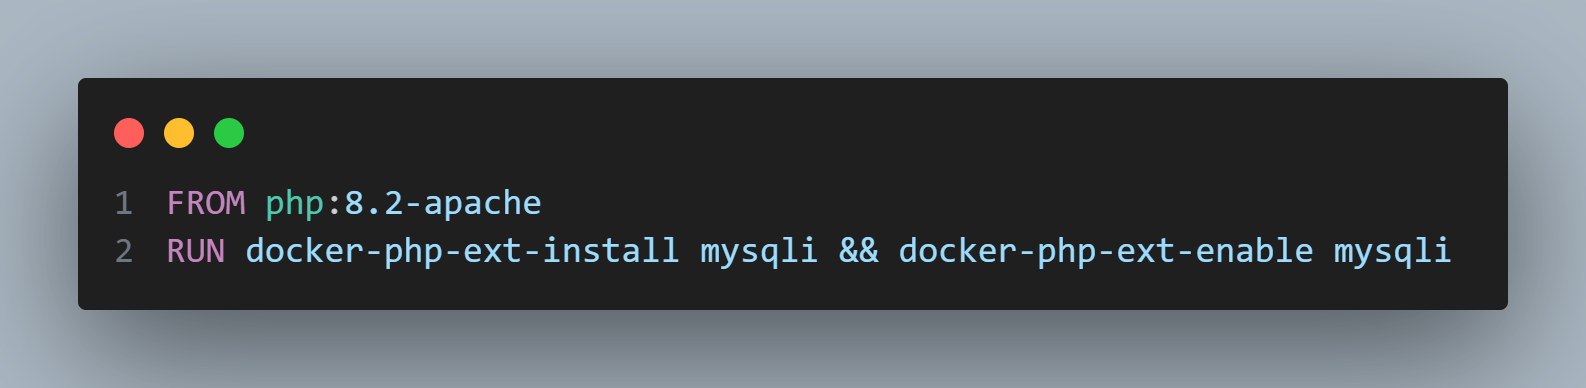 1 FROM php:8.2-apache
2 RUN docker-php-ext-install mysqli && docker-php-ext-enable mysqli